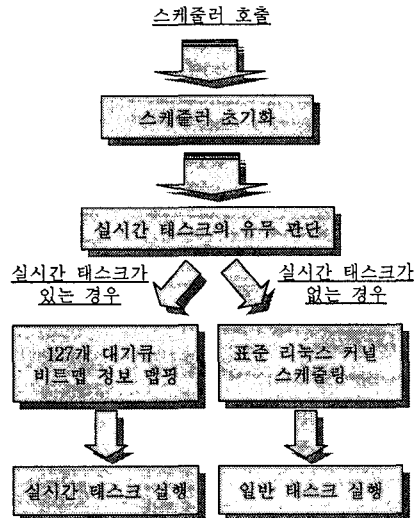 스케줄러 호출
스케줄러 초기화
실시간 태스크의 유무 판단
실시간 태스크가
있는 경우
실시간 태스크가
없는 경우
127개 대기큐
비트맵 정보 맵핑
표준 리눅스 커널
스케줄링
실시간 태스크 실행
일반 태스크 실행